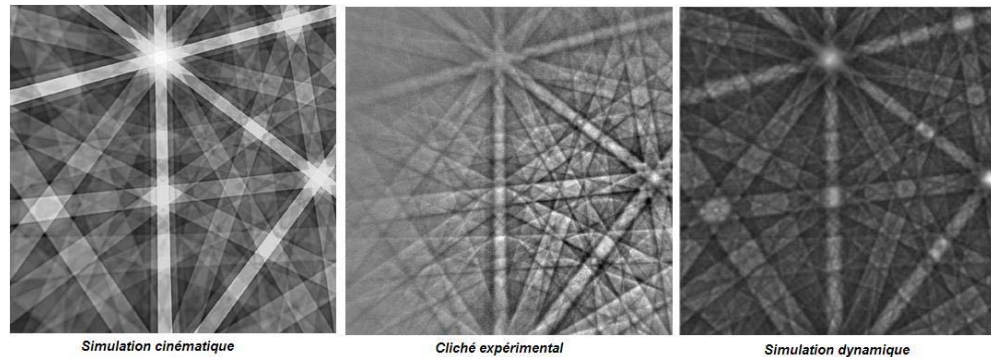 Simulation cinématique
Cliché expérimental
Simulation dynamique